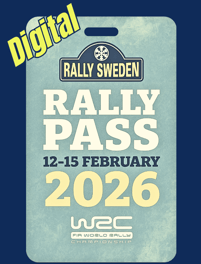 Digital
RALLY SWEDEN
RALLY
PASS
12-15 FEBRUARY
2026
WRC
FIA WORLD RALLY
CHAMPIONSHIP